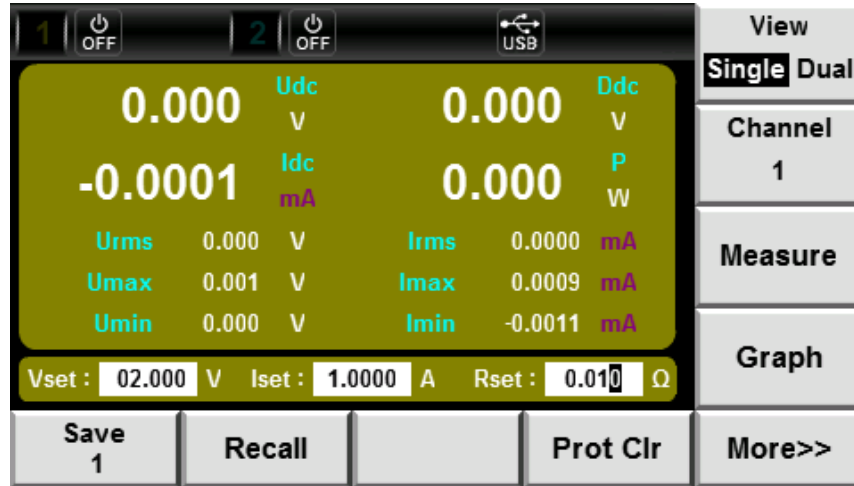 1 OFF 2 OFF USB
View
Single Dual
0.000 Udc V 0.000 Ddc V
Channel
1
-0.0001 Idc mA 0.000 P W
Urms 0.000 V Irms 0.0000 mA
Measure
Umax 0.001 V Imax 0.0009 mA
Umin 0.000 V Imin -0.0011 mA
Graph
Vset : 02.000 V Iset : 1.0000 A Rset : 0.010 Ω
Save
1
Recall
Prot Clr
More>>